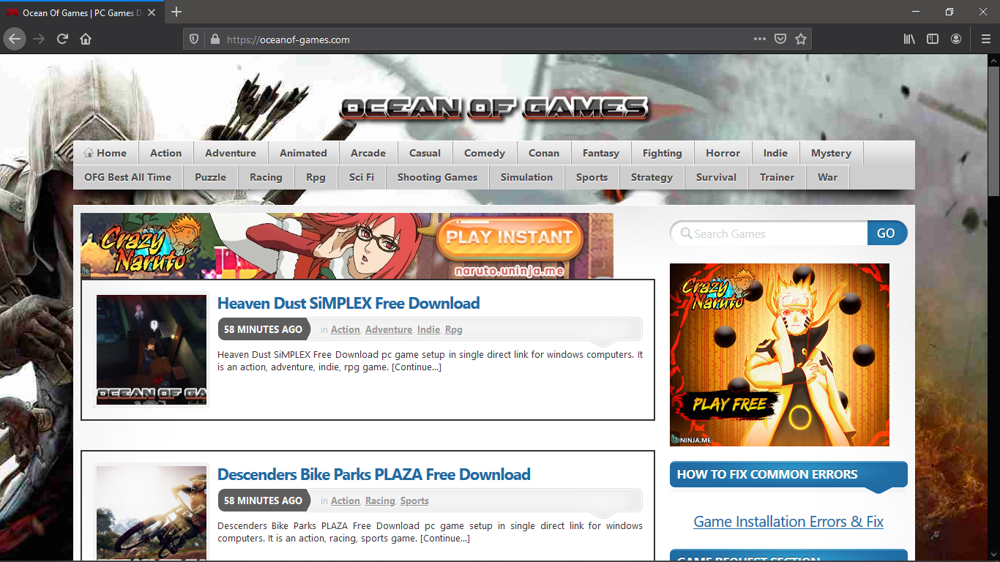 Ocean Of Games | PC Games D
https://oceanof-games.com
OCEAN OF GAMES
Home Action Adventure Animated Arcade Casual Comedy Conan Fantasy Fighting Horror Indie Mystery
OFG Best All Time Puzzle Racing Rpg Sci Fi Shooting Games Simulation Sports Strategy Survival Trainer War
Crazy
Naruto
PLAY INSTANT
naruto.uninja.me
Search Games GO
Heaven Dust SiMPLEX Free Download
58 MINUTES AGO in Action, Adventure, Indie, Rpg
Heaven Dust SiMPLEX Free Download pc game setup in single direct link for windows computers. It
is an action, adventure, indie, rpg game. [Continue...]
OCEAN OF GA
Crazy
Naruto
PLAY FREE
UNINJA.ME
Descenders Bike Parks PLAZA Free Download
58 MINUTES AGO in Action, Racing, Sports
Descenders Bike Parks PLAZA Free Download pc game setup in single direct link for windows
computers. It is an action, racing, sports game. [Continue...]
HOW TO FIX COMMON ERRORS
Game Installation Errors & Fix
GAME REQUEST SECTION